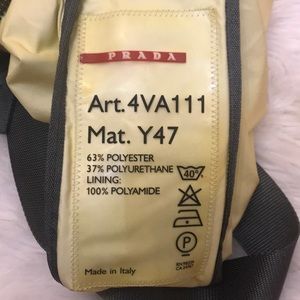 PRADA
Art.4VA111
Mat. Y47
63% POLYESTER
37% POLYURETHANE
LINING:
100% POLYAMIDE
40°
P
Made in Italy